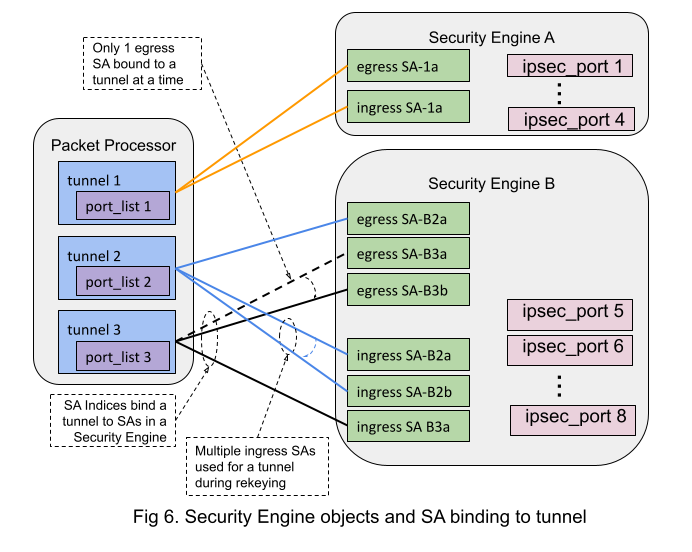 Only 1 egress
SA bound to a
tunnel at a time
Security Engine A
egress SA-1a
ingress SA-1a
ipsec_port 1
ipsec_port 4
Packet Processor
tunnel 1
port_list 1
tunnel 2
port_list 2
tunnel 3
port_list 3
Security Engine B
egress SA-B2a
egress SA-B3a
egress SA-B3b
ingress SA-B2a
ingress SA-B2b
ingress SA B3a
ipsec_port 5
ipsec_port 6
ipsec_port 8
SA Indices bind a
tunnel to SAs in a
Security Engine
Multiple ingress SAs
used for a tunnel
during rekeying
Fig 6. Security Engine objects and SA binding to tunnel